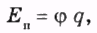 Eп = φ q,